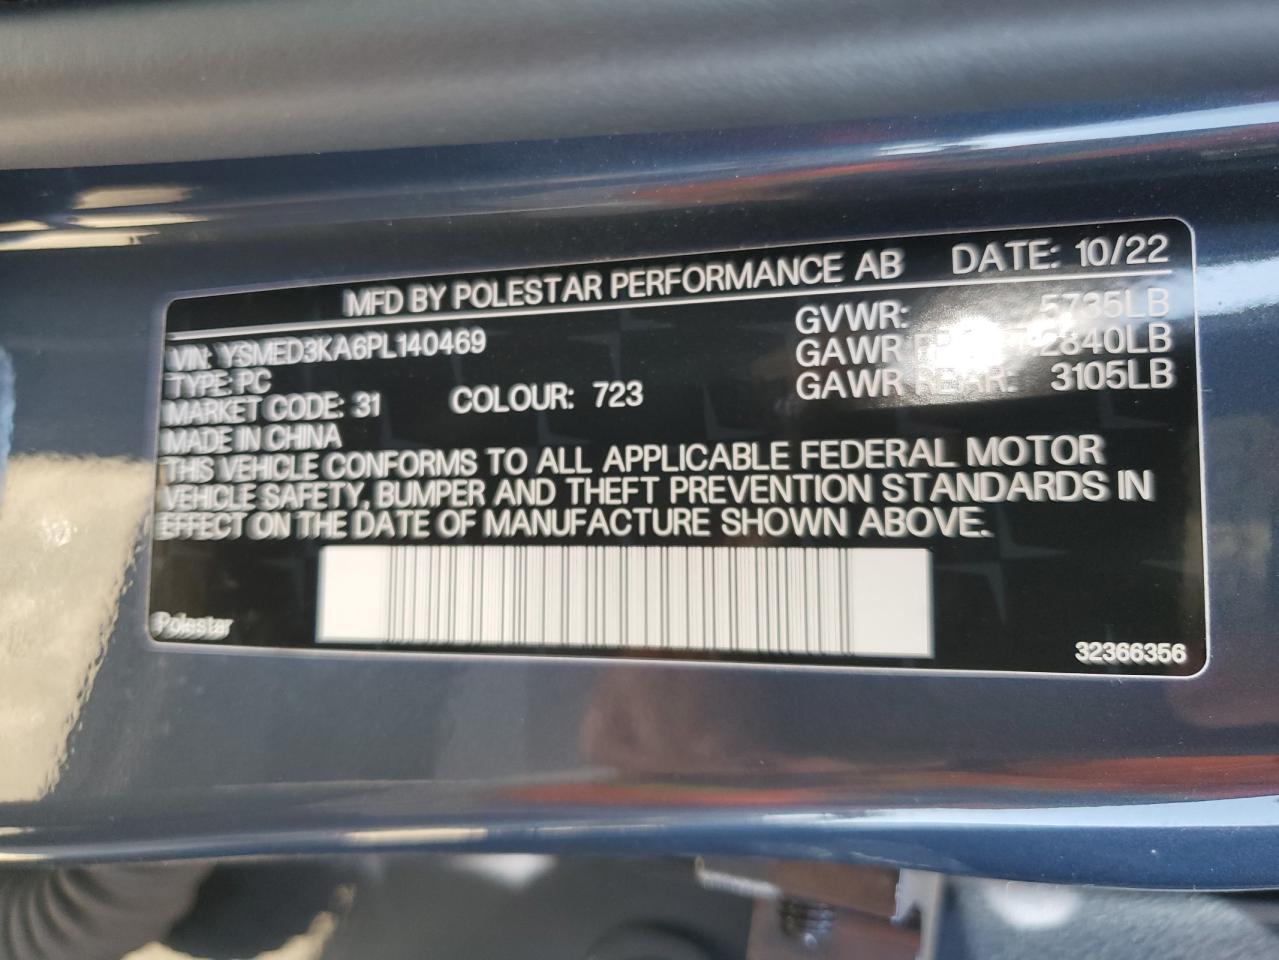 MFD BY POLESTAR PERFORMANCE AB DATE: 10/22
VIN: YSMED3KA6PL140469 GVWR: 5735LB
TYPE: PC GAWR FRONT 2840LB
MARKET CODE: 31 COLOUR: 723 GAWR REAR: 3105LB
MADE IN CHINA
THIS VEHICLE CONFORMS TO ALL APPLICABLE FEDERAL MOTOR
VEHICLE SAFETY, BUMPER AND THEFT PREVENTION STANDARDS IN
EFFECT ON THE DATE OF MANUFACTURE SHOWN ABOVE.
Polestar 32366356